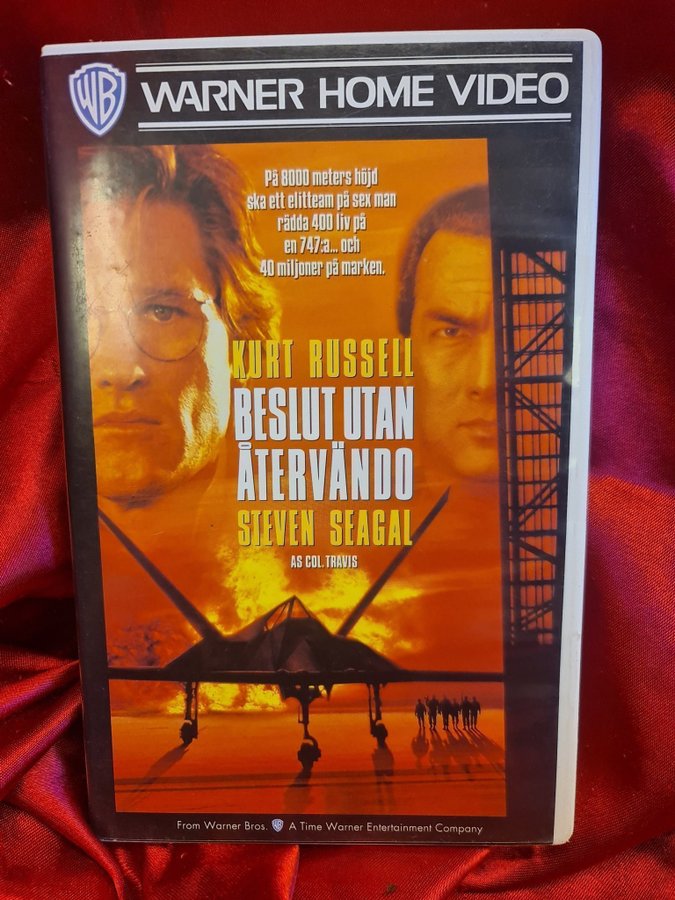 WB WARNER HOME VIDEO
På 8000 meters höjd
ska ett elitteam på sex man
rädda 400 liv på
en 747:a... och
40 miljoner på marken.
KURT RUSSELL
BESLUT UTAN
ÅTERVÄNDO
STEVEN SEAGAL
AS COL. TRAVIS
From Warner Bros. WB A Time Warner Entertainment Company